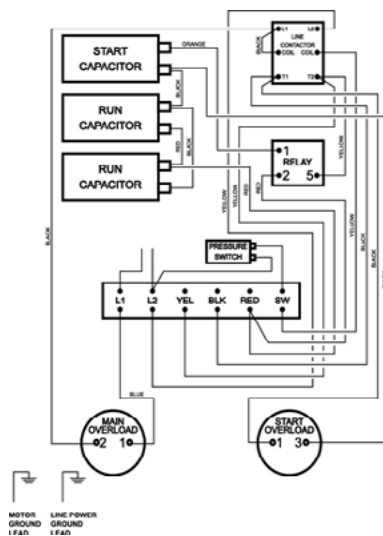 START
CAPACITOR
ORANGE
BLACK
RUN
CAPACITOR
RED
BLACK
RUN
CAPACITOR
L1 L2
LINE
CONTACTOR
COIL COIL
BLACK
T1 T2
1
RELAY
2 5
YELLOW
RED
RED
YELLOW
YELLOW
BLACK
BLACK
BLACK
PRESSURE
SWITCH
L1 L2 YEL BLK RED SW
BLUE
MAIN
OVERLOAD
2 1
START
OVERLOAD
1 3
MOTOR
GROUND
LEAD
LINE POWER
GROUND
LEAD